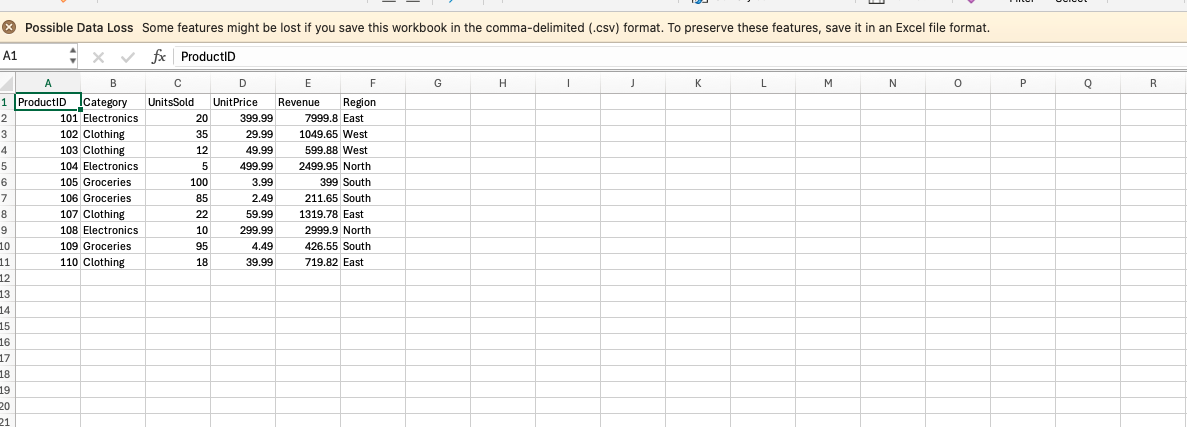 Possible Data Loss Some features might be lost if you save this workbook in the comma-delimited (.csv) format. To preserve these features, save it in an Excel file format.
A1 fx ProductID
A B C D E F G H I J K L M N O P Q R
1 ProductID Category UnitsSold UnitPrice Revenue Region
2 101 Electronics 20 399.99 7999.8 East
3 102 Clothing 35 29.99 1049.65 West
4 103 Clothing 12 49.99 599.88 West
5 104 Electronics 5 499.99 2499.95 North
6 105 Groceries 100 3.99 399 South
7 106 Groceries 85 2.49 211.65 South
8 107 Clothing 22 59.99 1319.78 East
9 108 Electronics 10 299.99 2999.9 North
10 109 Groceries 95 4.49 426.55 South
11 110 Clothing 18 39.99 719.82 East
12
13
14
15
16
17
18
19
20
21